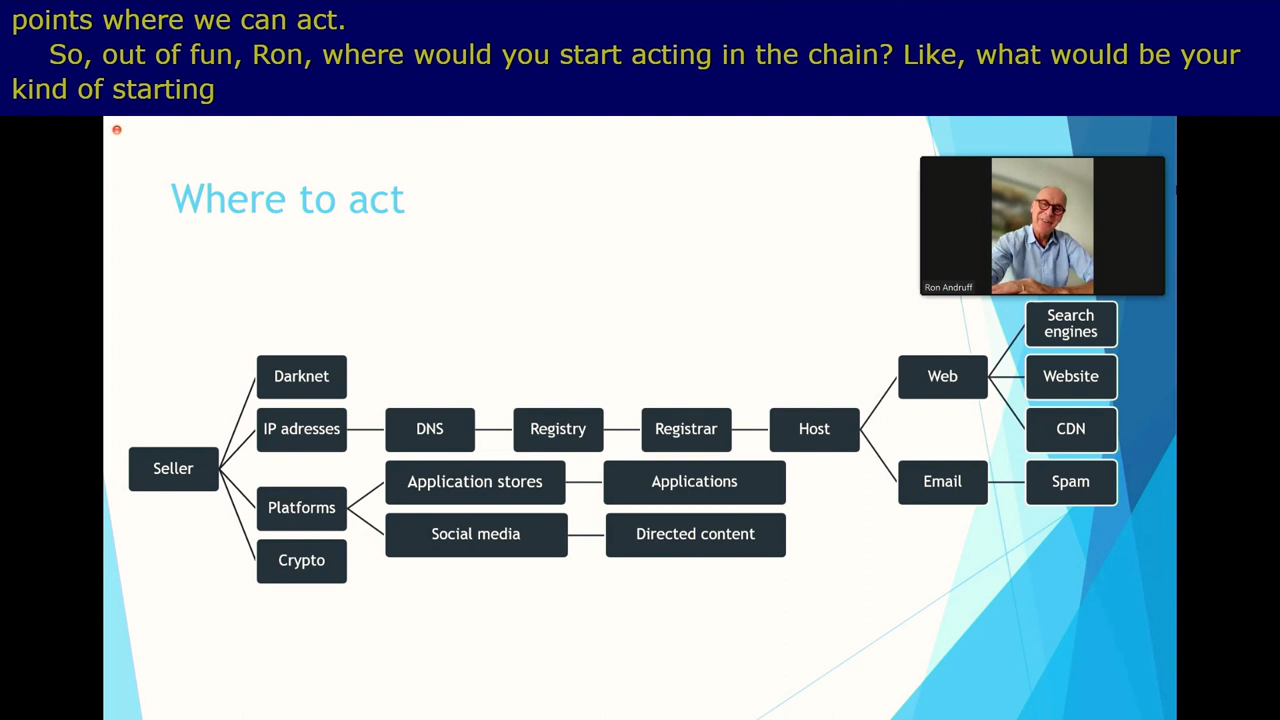 points where we can act.
So, out of fun, Ron, where would you start acting in the chain? Like, what would be your
kind of starting
Where to act
Ron Andruff
Search
engines
Darknet
Web
Website
IP adresses
DNS
Registry
Registrar
Host
CDN
Seller
Application stores
Applications
Email
Spam
Platforms
Social media
Directed content
Crypto